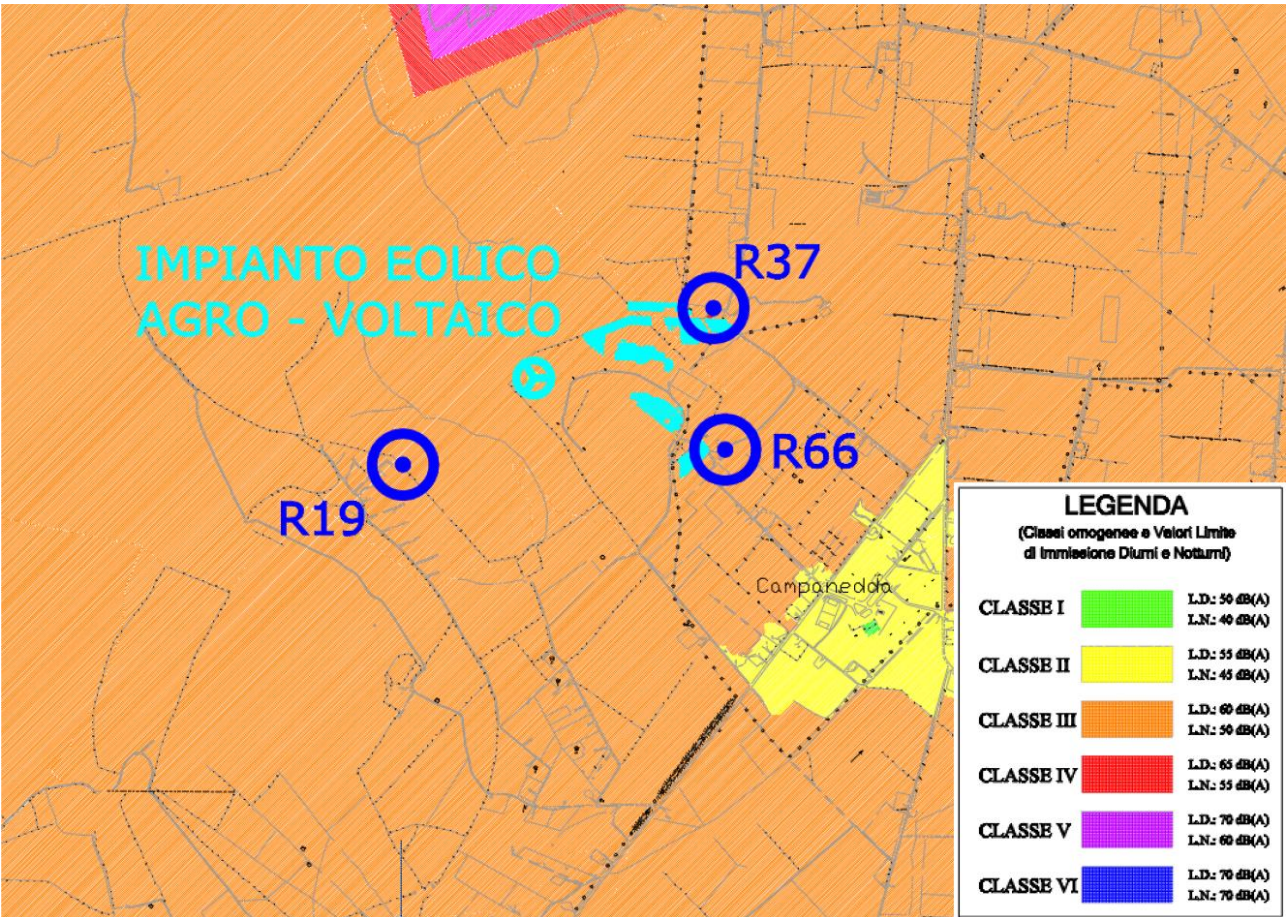 IMPIANTO EOLICO
AGRO - VOLTAICO
R37
R66
R19
Campanedda
LEGENDA
(Classi omogenee e Valori Limite
di Immissione Diurni e Notturni)
CLASSE I
L.D.: 50 dB(A)
L.N.: 40 dB(A)
CLASSE II
L.D.: 55 dB(A)
L.N.: 45 dB(A)
CLASSE III
L.D.: 60 dB(A)
L.N.: 50 dB(A)
CLASSE IV
L.D.: 65 dB(A)
L.N.: 55 dB(A)
CLASSE V
L.D.: 70 dB(A)
L.N.: 60 dB(A)
CLASSE VI
L.D.: 70 dB(A)
L.N.: 70 dB(A)